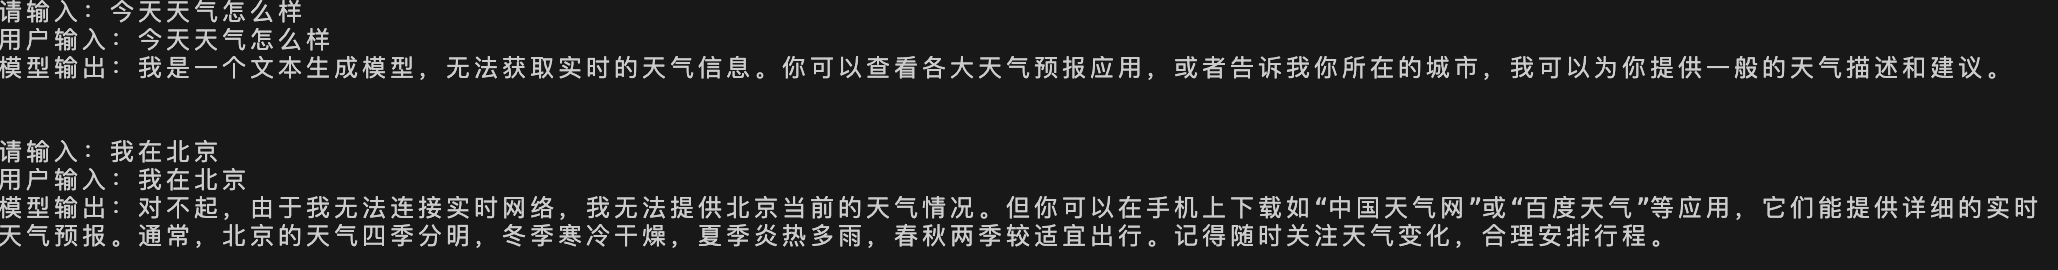 请输入：今天天气怎么样
用户输入：今天天气怎么样
模型输出：我是一个文本生成模型，无法获取实时的天气信息。你可以查看各大天气预报应用，或者告诉我你所在的城市，我可以为你提供一般的天气描述和建议。
请输入：我在北京
用户输入：我在北京
模型输出：对不起，由于我无法连接实时网络，我无法提供北京当前的天气情况。但你可以在手机上下载如“中国天气网”或“百度天气”等应用，它们能提供详细的实时
天气预报。通常，北京的天气四季分明，冬季寒冷干燥，夏季炎热多雨，春秋两季较适宜出行。记得随时关注天气变化，合理安排行程。